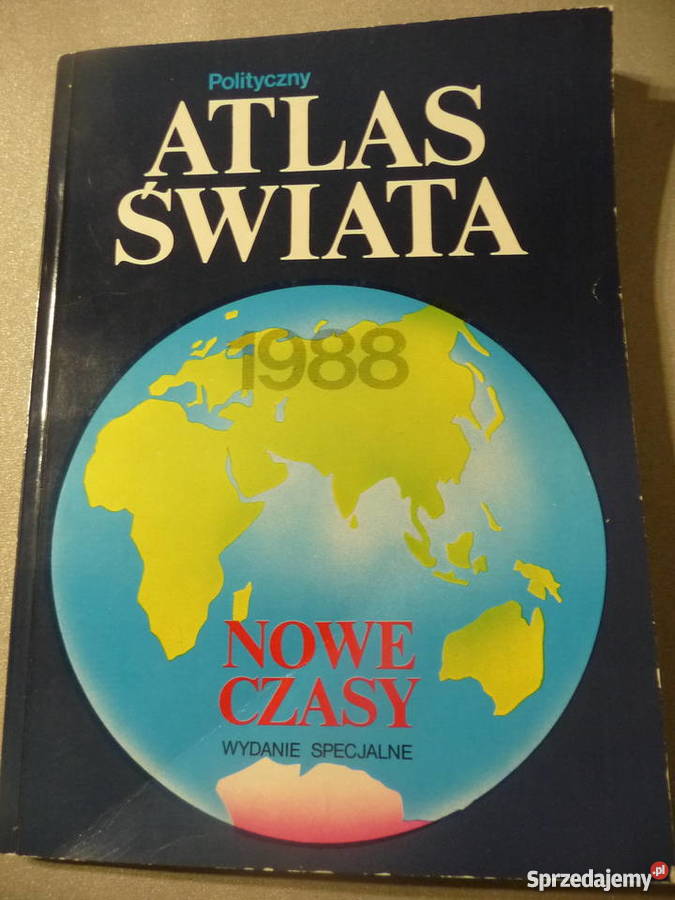 Polityczny
ATLAS
ŚWIATA
1988
NOWE
CZASY
WYDANIE SPECJALNE
Sprzedajemy.pl